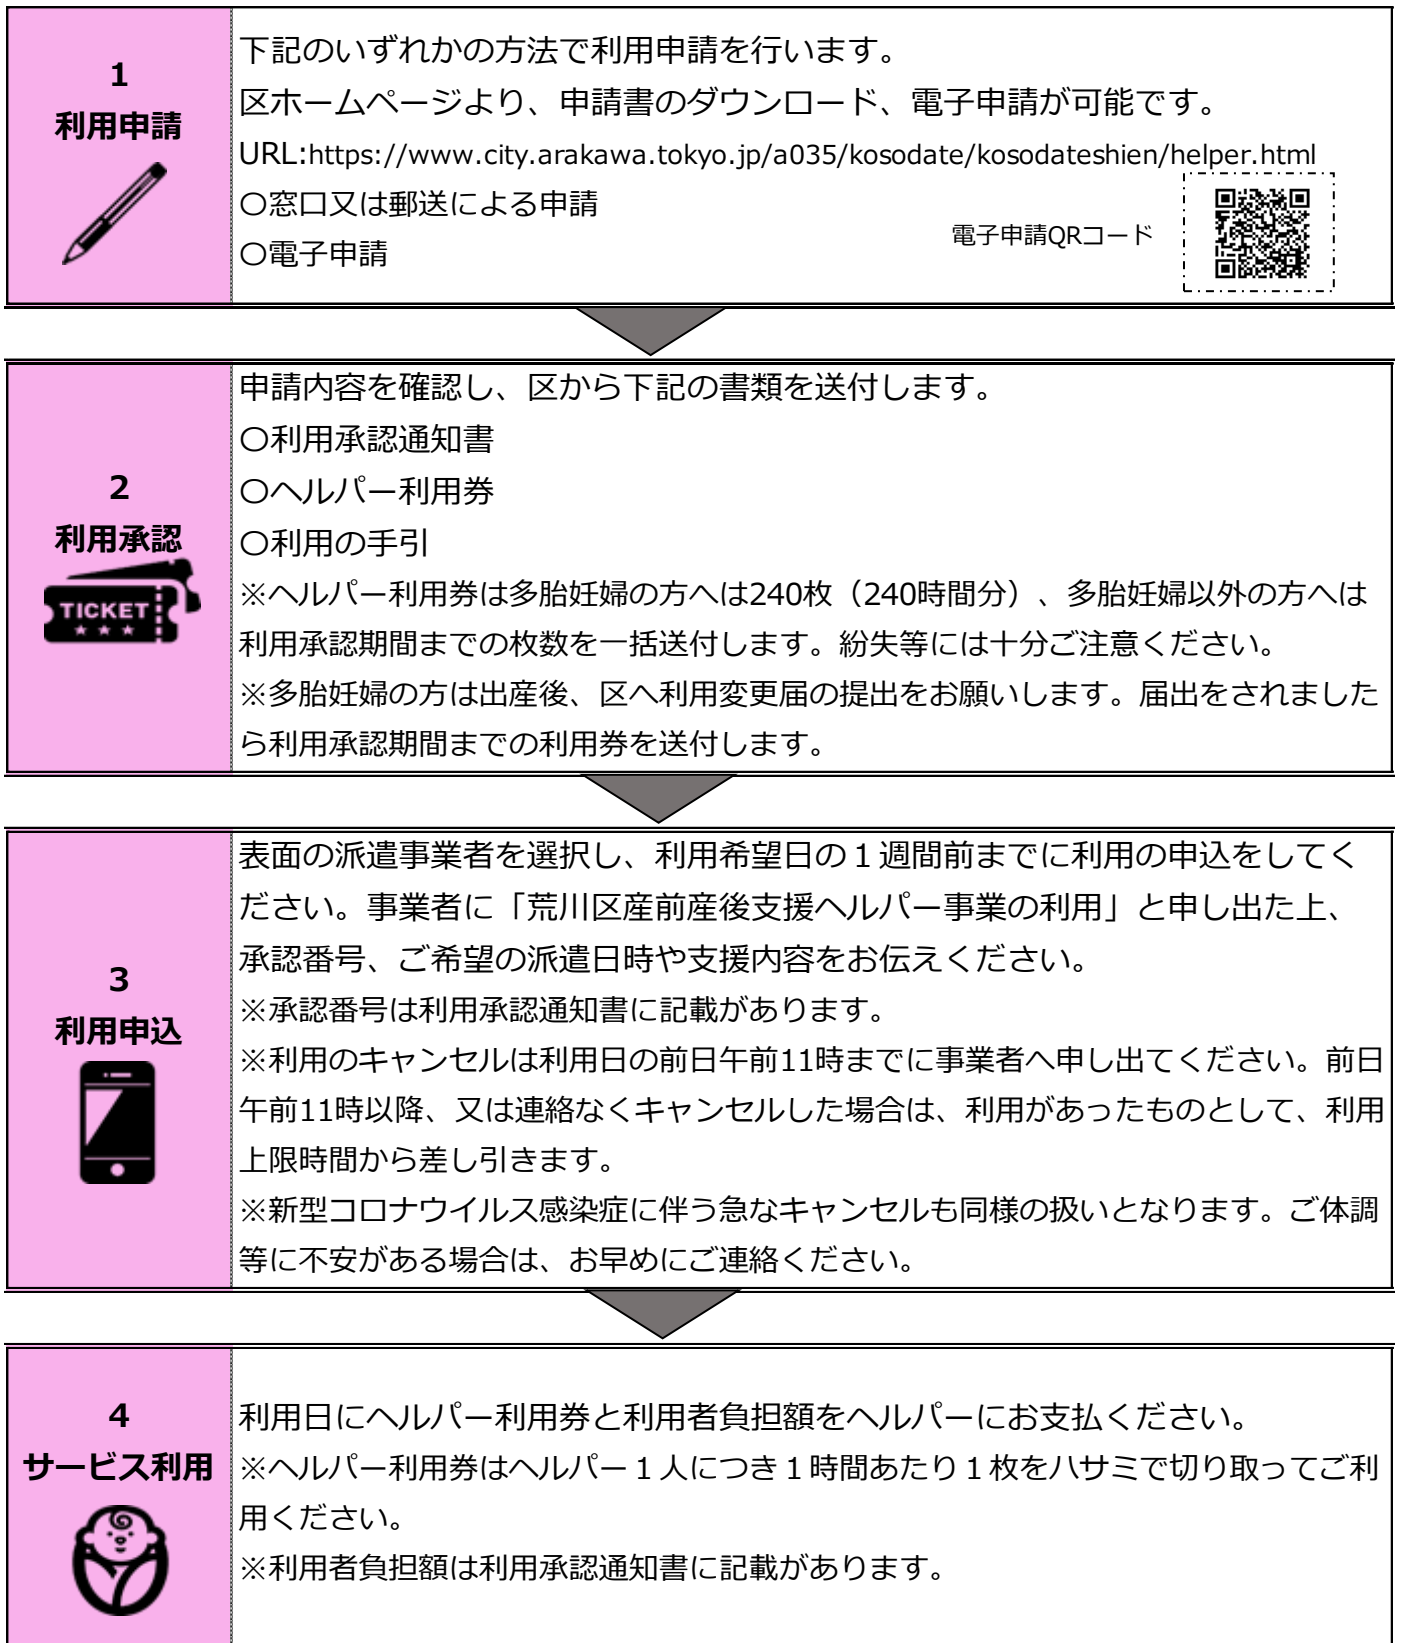 1
利用申請
下記のいずれかの方法で利用申請を行います。
区ホームページより、申請書のダウンロード、電子申請が可能です。
URL:https://www.city.arakawa.tokyo.jp/a035/kosodate/kosodateshien/helper.html
〇窓口又は郵送による申請
〇電子申請
電子申請QRコード
2
利用承認
TICKET
申請内容を確認し、区から下記の書類を送付します。
〇利用承認通知書
〇ヘルパー利用券
〇利用の手引
※ヘルパー利用券は多胎妊婦の方へは240枚（240時間分）、多胎妊婦以外の方へは
利用承認期間までの枚数を一括送付します。紛失等には十分ご注意ください。
※多胎妊婦の方は出産後、区へ利用変更届の提出をお願いします。届出をされました
ら利用承認期間までの利用券を送付します。
3
利用申込
表面の派遣事業者を選択し、利用希望日の１週間前までに利用の申込をしてく
ださい。事業者に「荒川区産前産後支援ヘルパー事業の利用」と申し出た上、
承認番号、ご希望の派遣日時や支援内容をお伝えください。
※承認番号は利用承認通知書に記載があります。
※利用のキャンセルは利用日の前日午前11時までに事業者へ申し出てください。前日
午前11時以降、又は連絡なくキャンセルした場合は、利用があったものとして、利用
上限時間から差し引きます。
※新型コロナウイルス感染症に伴う急なキャンセルも同様の扱いとなります。ご体調
等に不安がある場合は、お早めにご連絡ください。
4
サービス利用
利用日にヘルパー利用券と利用者負担額をヘルパーにお支払ください。
※ヘルパー利用券はヘルパー１人につき１時間あたり１枚をハサミで切り取ってご利
用ください。
※利用者負担額は利用承認通知書に記載があります。